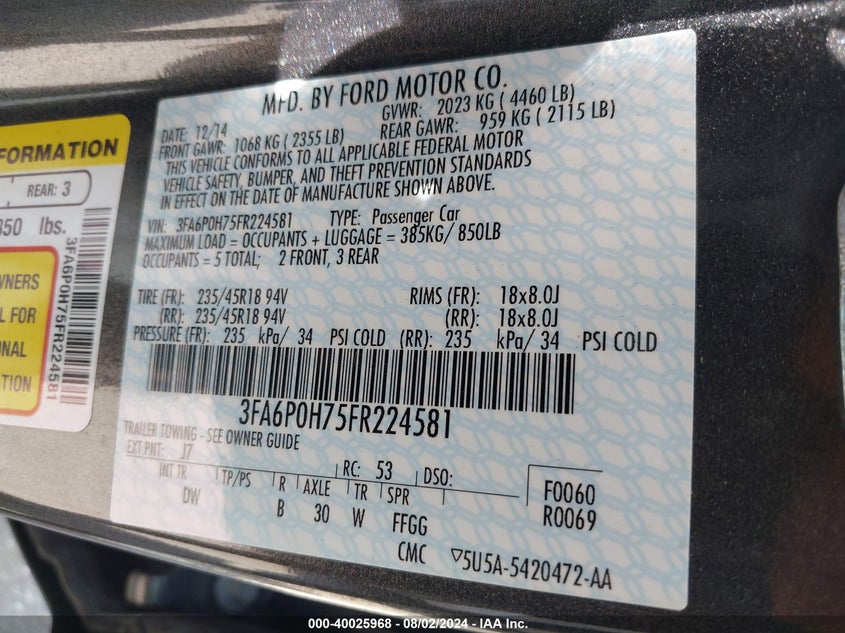 MFD. BY FORD MOTOR CO.
DATE: 12/14 GVWR: 2023 KG ( 4460 LB)
FRONT GAWR: 1068 KG ( 2355 LB) REAR GAWR: 959 KG ( 2115 LB)
THIS VEHICLE CONFORMS TO ALL APPLICABLE FEDERAL MOTOR
VEHICLE SAFETY, BUMPER, AND THEFT PREVENTION STANDARDS
IN EFFECT ON THE DATE OF MANUFACTURE SHOWN ABOVE.
VIN: 3FA6P0H75FR224581 TYPE: Passenger Car
MAXIMUM LOAD = OCCUPANTS + LUGGAGE = 385KG/ 850LB
OCCUPANTS = 5 TOTAL; 2 FRONT, 3 REAR
TIRE (FR): 235/45R18 94V RIMS (FR): 18x8.0J
(RR): 235/45R18 94V (RR): 18x8.0J
PRESSURE (FR): 235 kPa/ 34 PSI COLD (RR): 235 kPa/ 34 PSI COLD
3FA6P0H75FR224581
TRAILER TOWING - SEE OWNER GUIDE
EXT PNT: J7 RC: 53 DSO:
INT TR TP/PS R AXLE TR SPR F0060
DW B 30 W FFGG R0069
CMC ▽5U5A-5420472-AA
FORMATION
REAR: 3
850 lbs.
3FA6P0H75FR224581
WNERS
L FOR
ONAL
TION
000-40025968 - 08/02/2024 - IAA Inc.